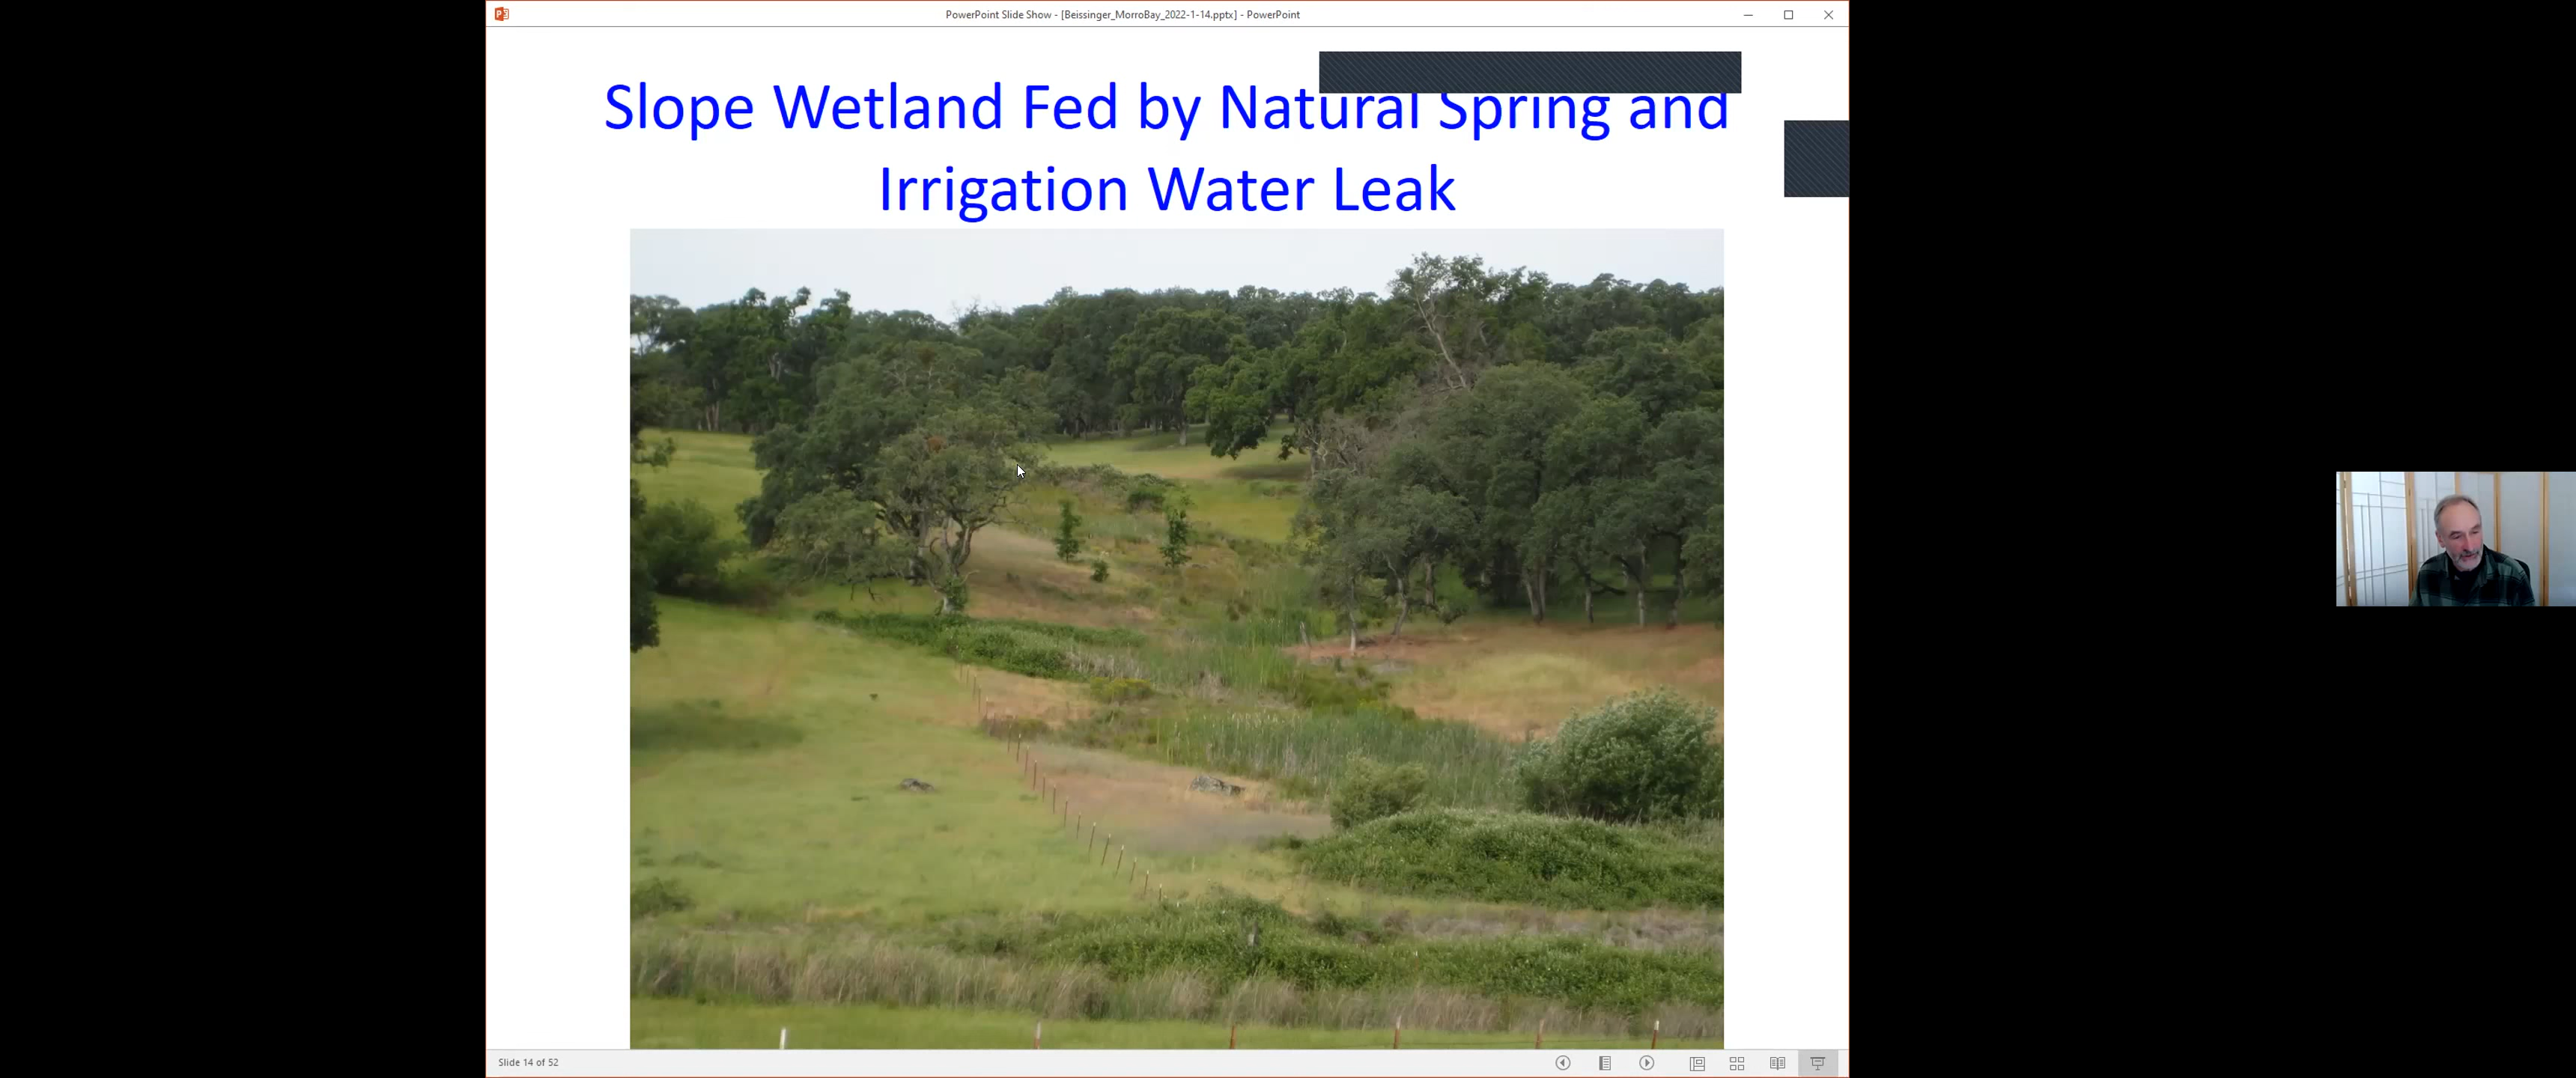 PowerPoint Slide Show - [Beissinger_MorroBay_2022-1-14.pptx] - PowerPoint
Slope Wetland Fed by Natural Spring and
Irrigation Water Leak
Slide 14 of 52